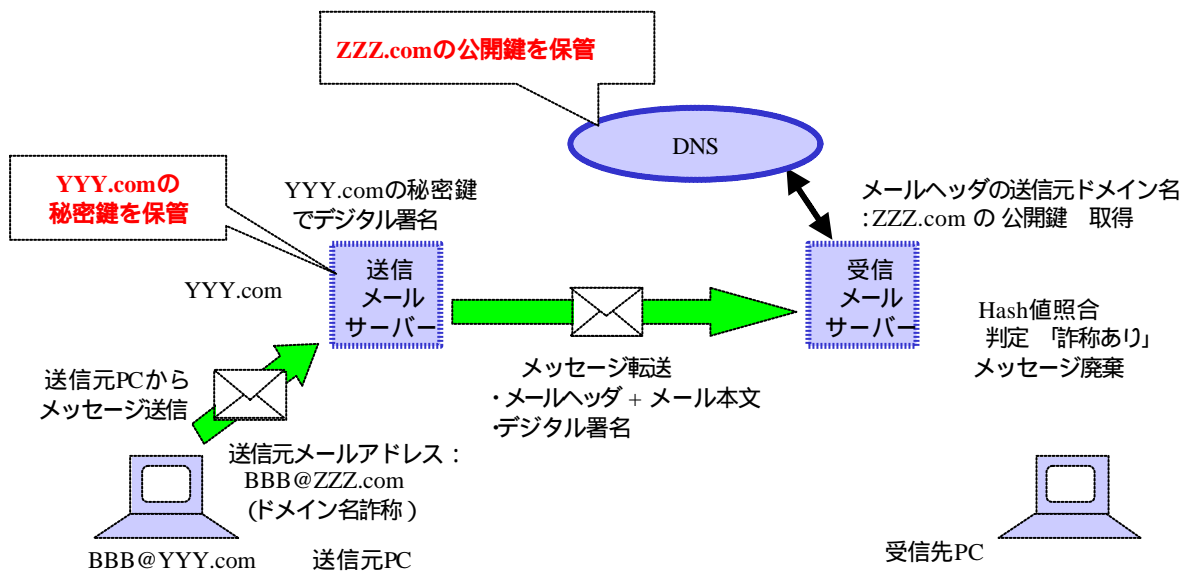 ZZZ.comの公開鍵を保管
DNS
YYY.comの
秘密鍵を保管
YYY.comの秘密鍵
でデジタル署名
メールヘッダの送信元ドメイン名
:ZZZ.com の 公開鍵 取得
YYY.com
送信
メール
サーバー
受信
メール
サーバー
Hash値照合
判定 「詐称あり」
メッセージ廃棄
送信元PCから
メッセージ送信
メッセージ転送
・メールヘッダ + メール本文
・デジタル署名
送信元メールアドレス：
BBB@ZZZ.com
(ドメイン名詐称 )
BBB@YYY.com
送信元PC
受信先PC